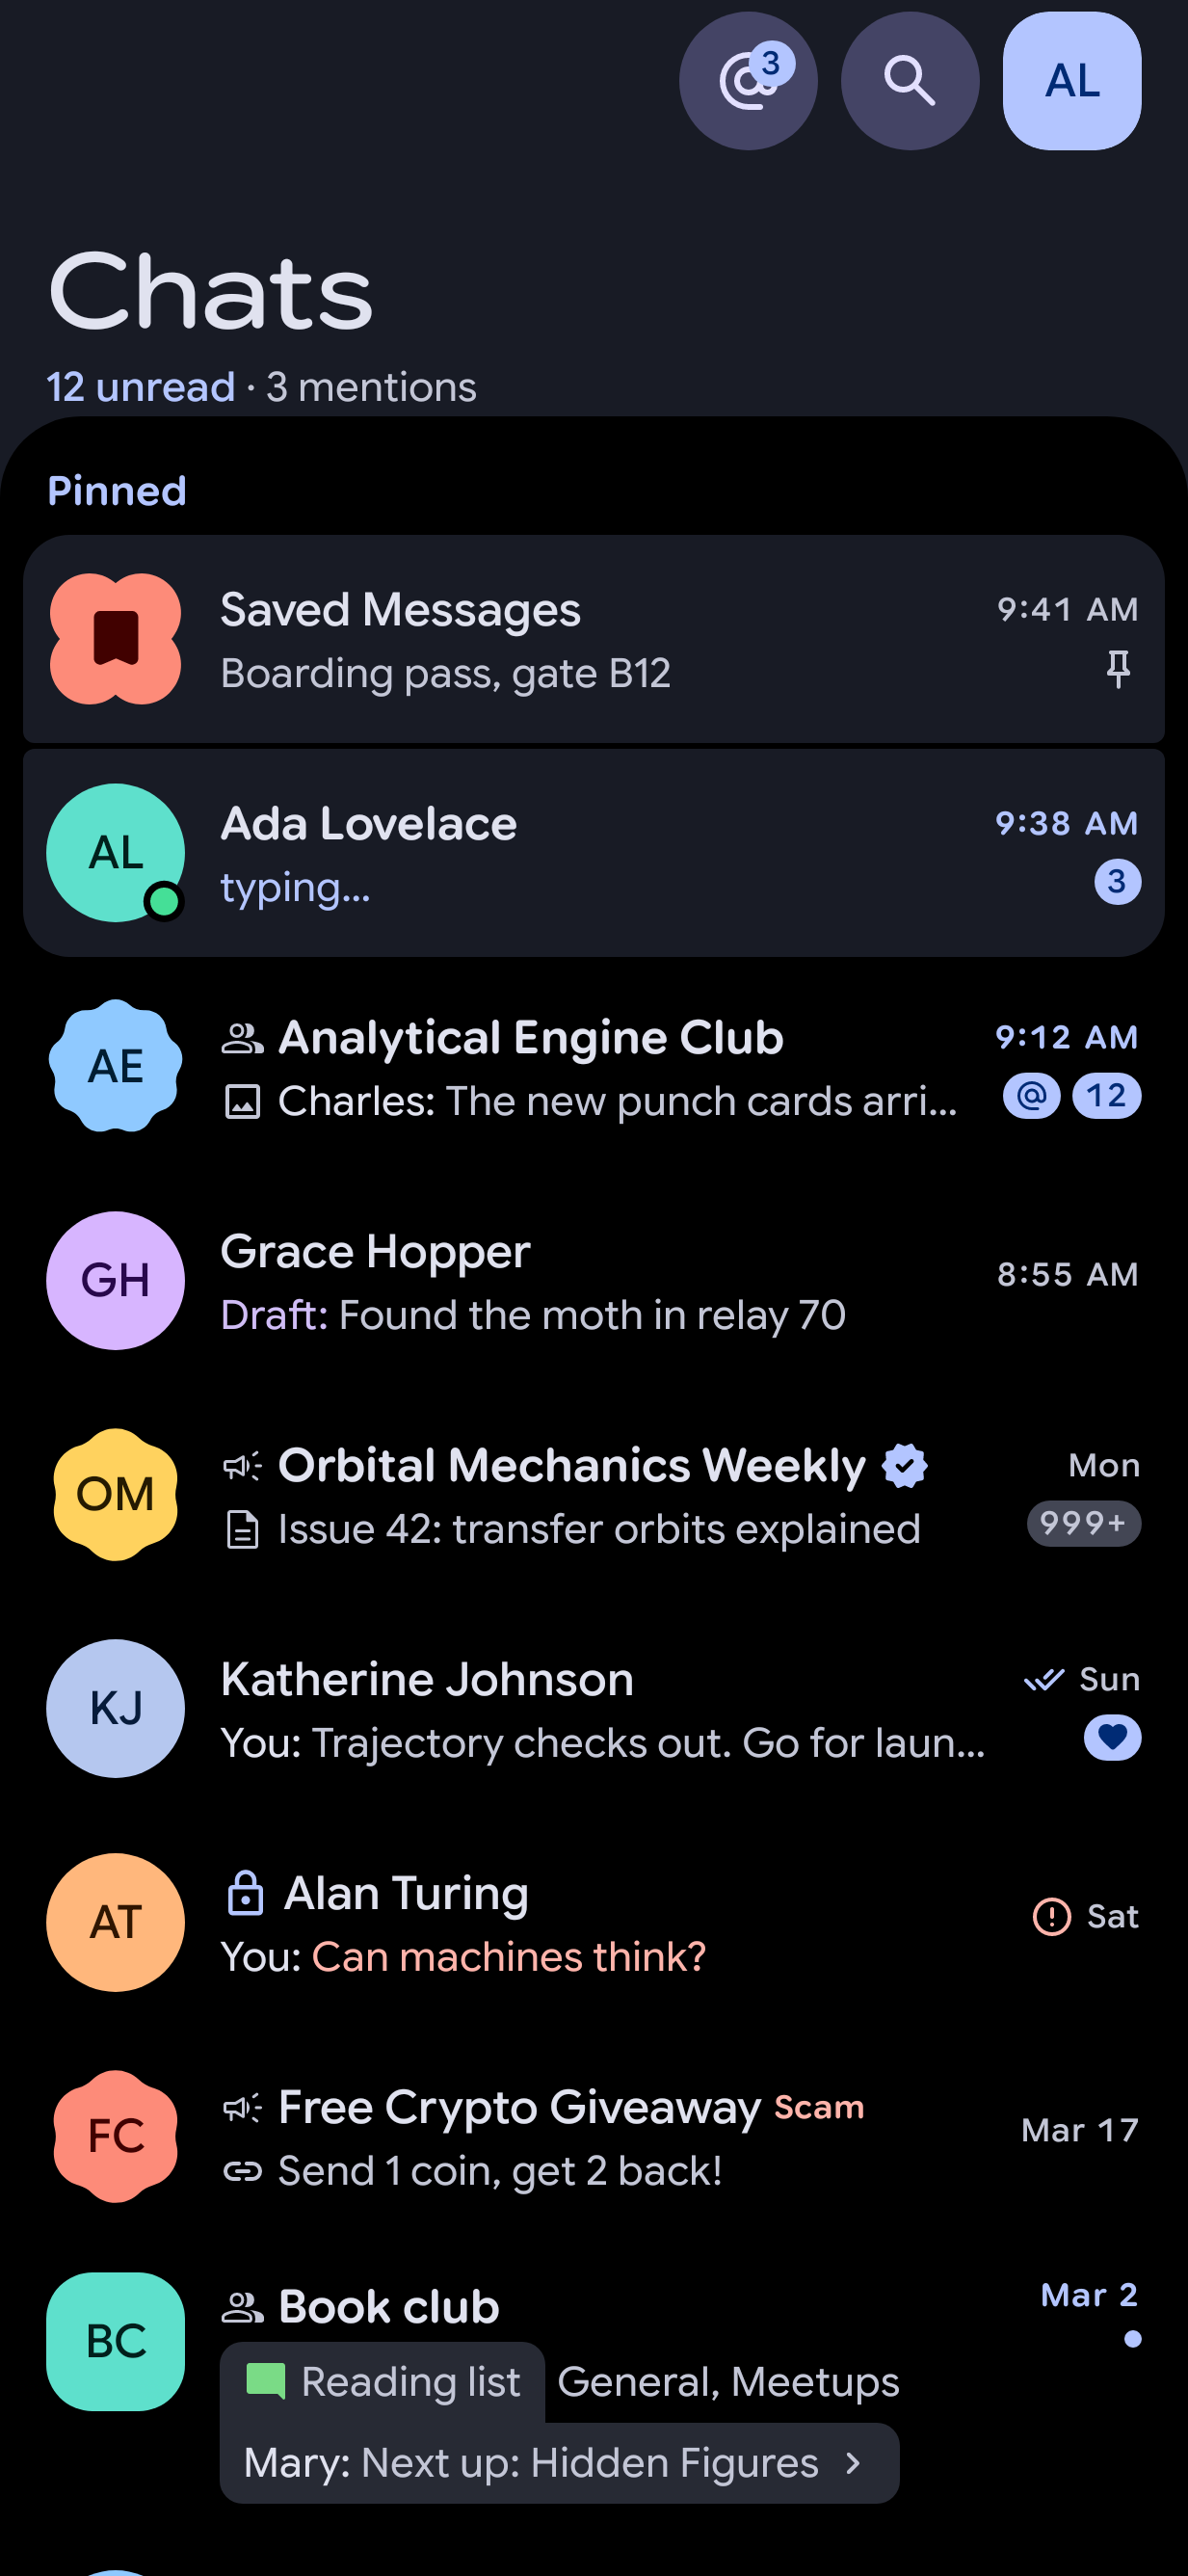 3
AL
Chats
12 unread · 3 mentions
Pinned
Saved Messages
9:41 AM
Boarding pass, gate B12
AL
Ada Lovelace
9:38 AM
typing...
3
AE
Analytical Engine Club
9:12 AM
Charles: The new punch cards arri...
@ 12
GH
Grace Hopper
8:55 AM
Draft: Found the moth in relay 70
OM
Orbital Mechanics Weekly
Mon
Issue 42: transfer orbits explained
999+
KJ
Katherine Johnson
Sun
You: Trajectory checks out. Go for laun...
AT
Alan Turing
Sat
You: Can machines think?
FC
Free Crypto Giveaway Scam
Mar 17
Send 1 coin, get 2 back!
BC
Book club
Mar 2
Reading list General, Meetups
Mary: Next up: Hidden Figures